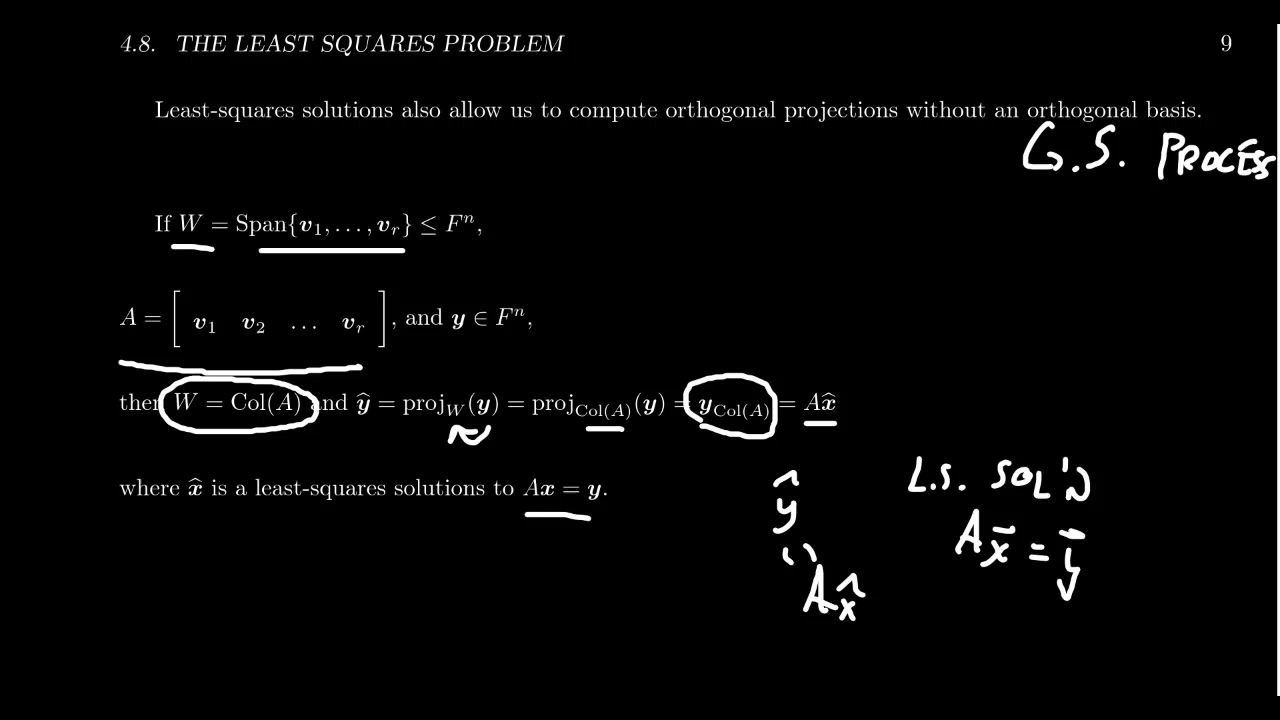 4.8. THE LEAST SQUARES PROBLEM 9
Least-squares solutions also allow us to compute orthogonal projections without an orthogonal basis.
G.S. PROCES
If W = Span{v₁, . . . , vᵣ} ≤ Fⁿ,
A = [ v₁ v₂ . . . vᵣ ], and y ∈ Fⁿ,
then W = Col(A) and ŷ = proj_W(y) = proj_Col(A)(y) = y_Col(A) = Ax̂
where x̂ is a least-squares solutions to Ax = y.
L.S. SOL'N
Ax̄ = ȳ
ŷ
" 
Ax̂